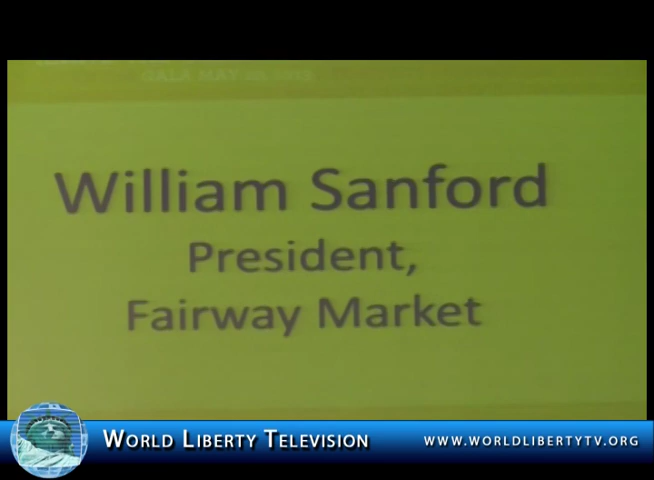 William Sanford
President,
Fairway Market
WORLD LIBERTY TELEVISION
WWW.WORLDLIBERTYTV.ORG